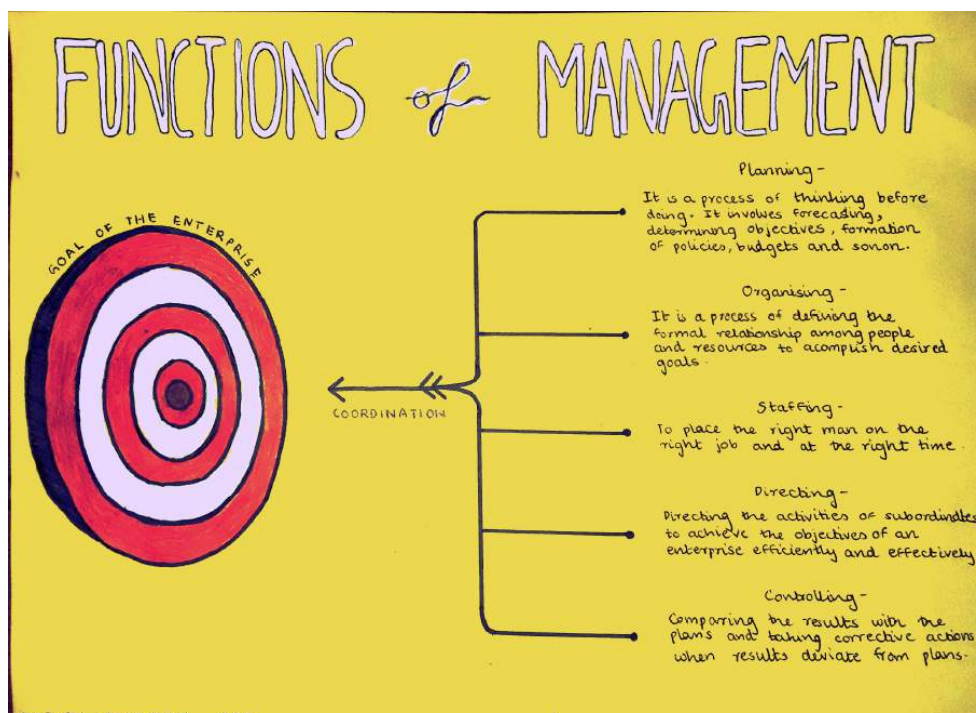 FUNCTIONS of MANAGEMENT
GOAL OF THE ENTERPRISE
COORDINATION
Planning-
It is a process of thinking before
doing. It involves forecasting,
determining objectives, formation
of policies, budgets and soon on.
Organising-
It is a process of defining the
formal relationship among people
and resources to acomplish desired
goals.
Staffing-
To place the right man on the
right job and at the right time.
Directing-
Directing the activities of subordindtes
to achieve the objectives of an
enterprise efficiently and effectively
Controlling-
Comparing the results with the
plans and taking corrective actions
when results deviate from plans-